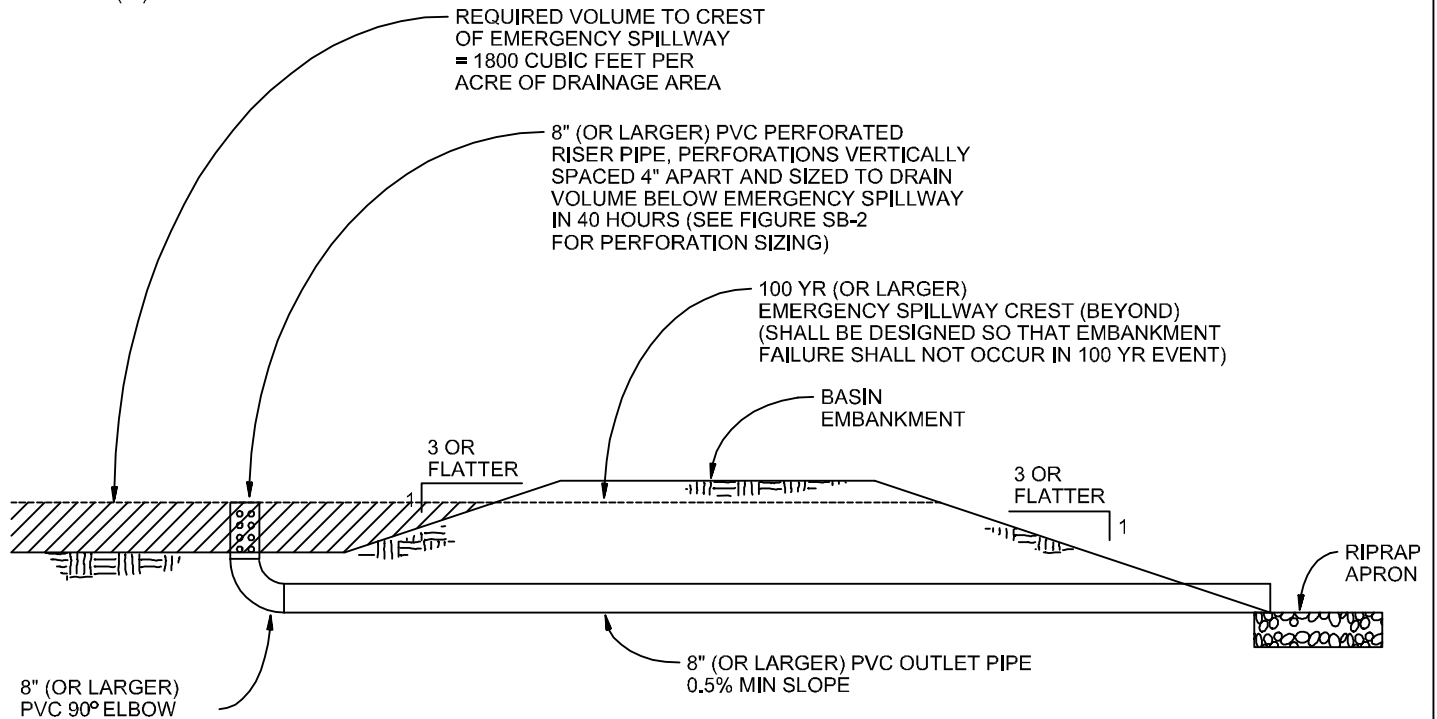 REQUIRED VOLUME TO CREST
OF EMERGENCY SPILLWAY
= 1800 CUBIC FEET PER
ACRE OF DRAINAGE AREA
8" (OR LARGER) PVC PERFORATED
RISER PIPE, PERFORATIONS VERTICALLY
SPACED 4" APART AND SIZED TO DRAIN
VOLUME BELOW EMERGENCY SPILLWAY
IN 40 HOURS (SEE FIGURE SB-2
FOR PERFORATION SIZING)
100 YR (OR LARGER)
EMERGENCY SPILLWAY CREST (BEYOND)
(SHALL BE DESIGNED SO THAT EMBANKMENT
FAILURE SHALL NOT OCCUR IN 100 YR EVENT)
BASIN
EMBANKMENT
3 OR
FLATTER
1
3 OR
FLATTER
1
RIPRAP
APRON
8" (OR LARGER) PVC OUTLET PIPE
0.5% MIN SLOPE
8" (OR LARGER)
PVC 90° ELBOW